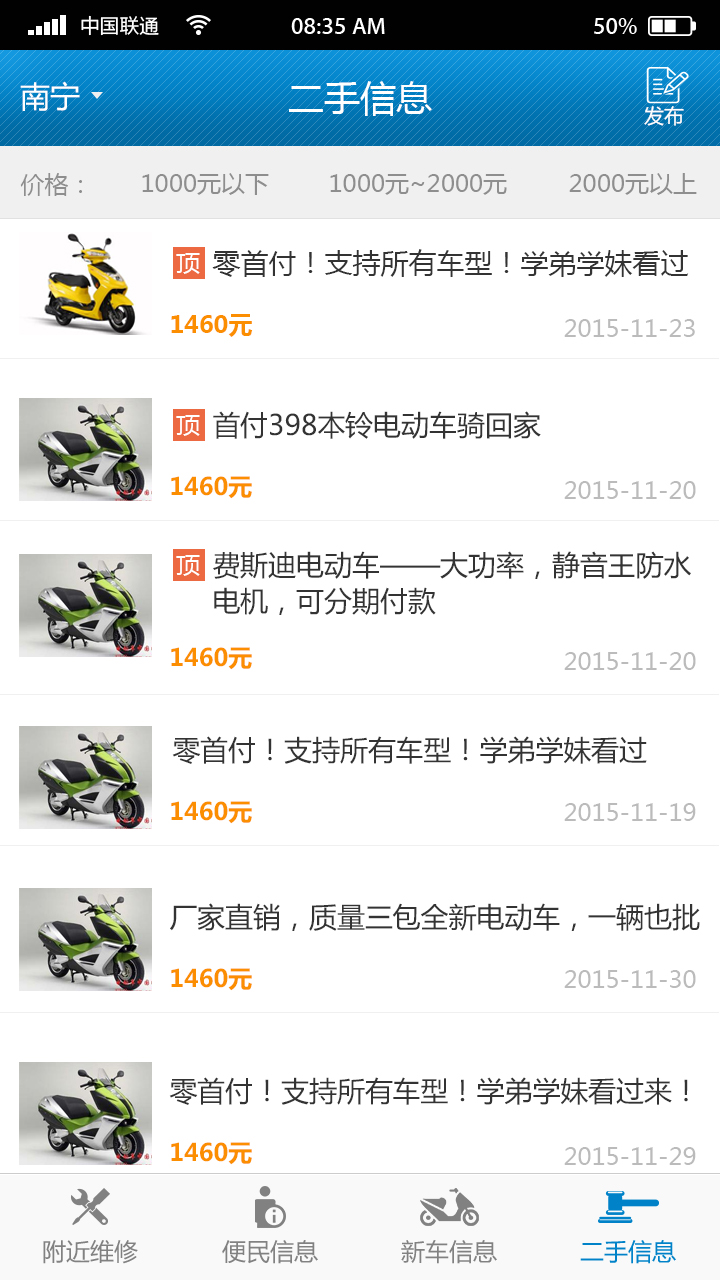 中国联通 08:35 AM 50%
南宁 二手信息 发布
价格： 1000元以下 1000元~2000元 2000元以上
顶 零首付！支持所有车型！学弟学妹看过
1460元 2015-11-23
顶 首付398本铃电动车骑回家
1460元 2015-11-20
顶 费斯迪电动车——大功率，静音王防水
电机，可分期付款
1460元 2015-11-20
零首付！支持所有车型！学弟学妹看过
1460元 2015-11-19
厂家直销，质量三包全新电动车，一辆也批
1460元 2015-11-30
零首付！支持所有车型！学弟学妹看过来！
1460元 2015-11-29
附近维修 便民信息 新车信息 二手信息